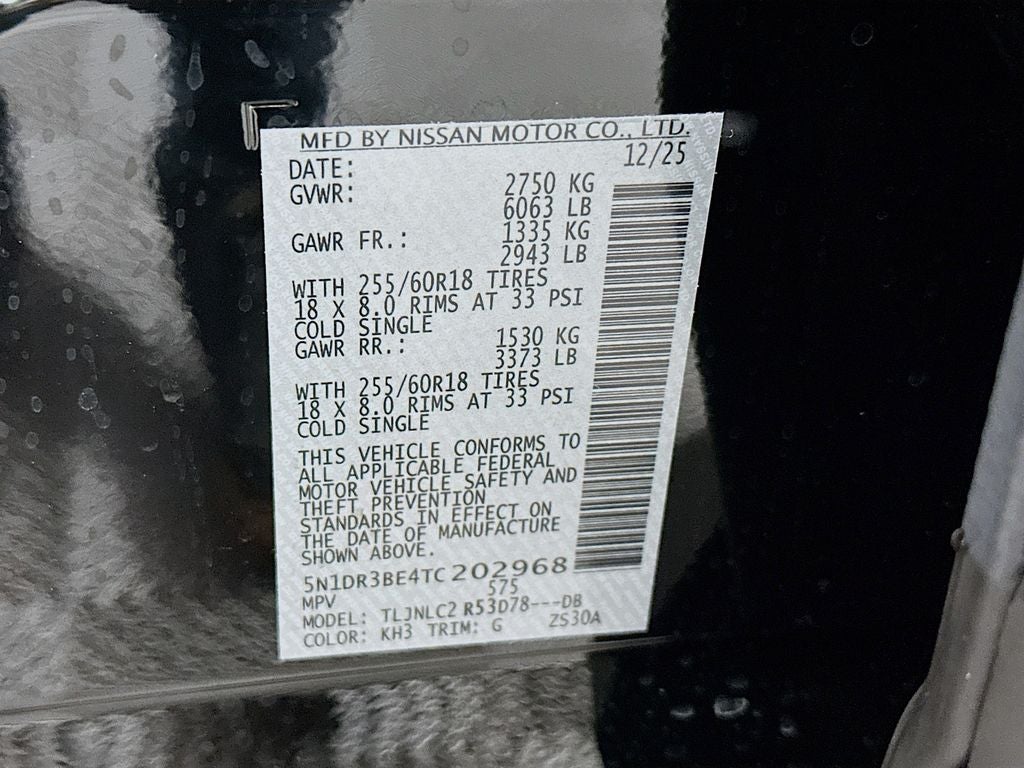 MFD BY NISSAN MOTOR CO., LTD.
DATE: 12/25
GVWR: 2750 KG
6063 LB
GAWR FR.: 1335 KG
2943 LB
WITH 255/60R18 TIRES
18 X 8.0 RIMS AT 33 PSI
COLD SINGLE
GAWR RR.: 1530 KG
3373 LB
WITH 255/60R18 TIRES
18 X 8.0 RIMS AT 33 PSI
COLD SINGLE
THIS VEHICLE CONFORMS TO
ALL APPLICABLE FEDERAL
MOTOR VEHICLE SAFETY AND
THEFT PREVENTION
STANDARDS IN EFFECT ON
THE DATE OF MANUFACTURE
SHOWN ABOVE.
5N1DR3BE4TC 202968
MPV 575
MODEL: TLJNLC2 R53D78---DB
COLOR: KH3 TRIM: G ZS30A